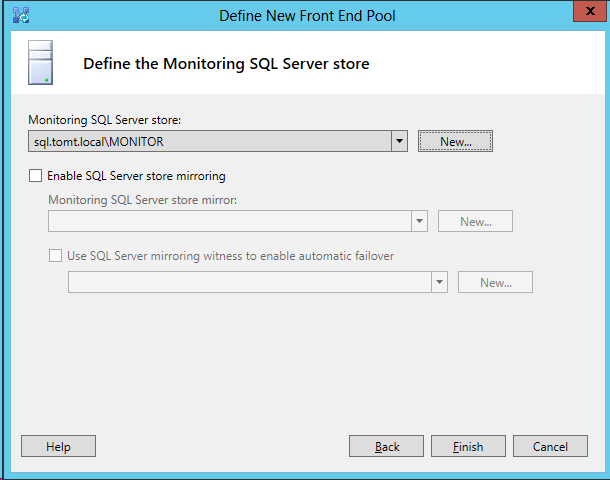 Define New Front End Pool
x
Define the Monitoring SQL Server store
Monitoring SQL Server store:
sql.tomt.local\MONITOR
New...
Enable SQL Server store mirroring
Monitoring SQL Server store mirror:
New...
Use SQL Server mirroring witness to enable automatic failover
New...
Help
Back
Finish
Cancel